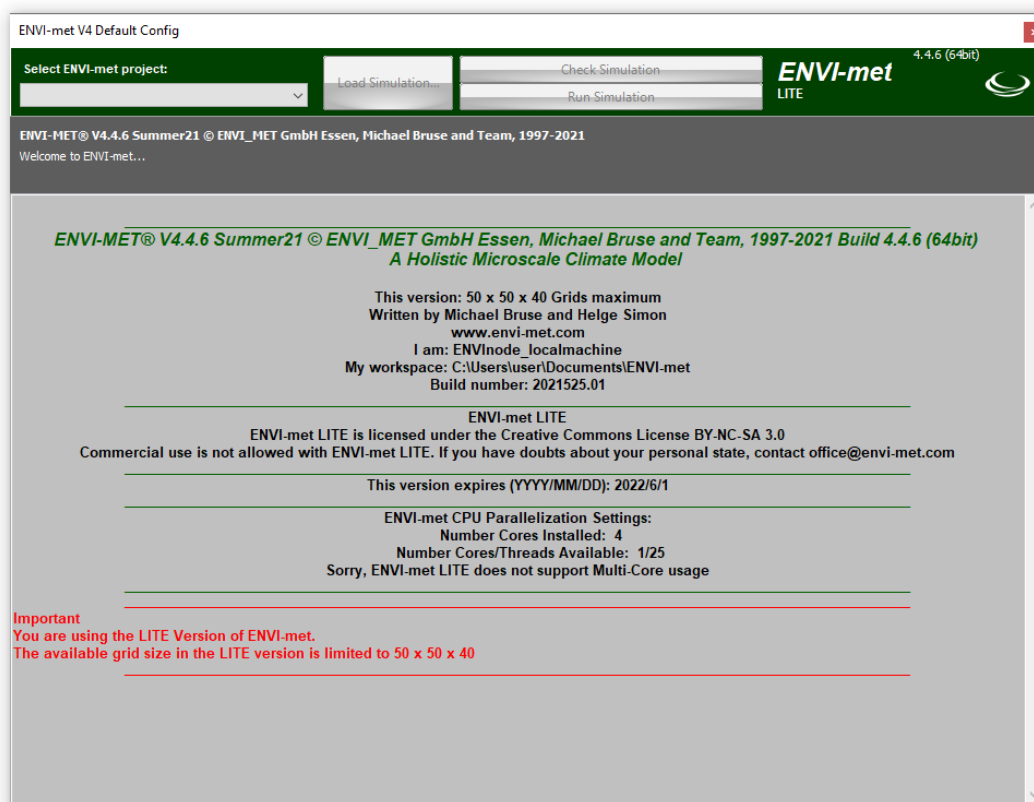 ENVI-met V4 Default Config
Select ENVI-met project:
Load Simulation...
Check Simulation
Run Simulation
ENVI-met
LITE
4.4.6 (64bit)
ENVI-MET® V4.4.6 Summer21 © ENVI_MET GmbH Essen, Michael Bruse and Team, 1997-2021
Welcome to ENVI-met...
ENVI-MET® V4.4.6 Summer21 © ENVI_MET GmbH Essen, Michael Bruse and Team, 1997-2021 Build 4.4.6 (64bit)
A Holistic Microscale Climate Model
This version: 50 x 50 x 40 Grids maximum
Written by Michael Bruse and Helge Simon
www.envi-met.com
I am: ENVInode_localmachine
My workspace: C:\Users\user\Documents\ENVI-met
Build number: 2021525.01
ENVI-met LITE
ENVI-met LITE is licensed under the Creative Commons License BY-NC-SA 3.0
Commercial use is not allowed with ENVI-met LITE. If you have doubts about your personal state, contact office@envi-met.com
This version expires (YYYY/MM/DD): 2022/6/1
ENVI-met CPU Parallelization Settings:
Number Cores Installed: 4
Number Cores/Threads Available: 1/25
Sorry, ENVI-met LITE does not support Multi-Core usage
Important
You are using the LITE Version of ENVI-met.
The available grid size in the LITE version is limited to 50 x 50 x 40